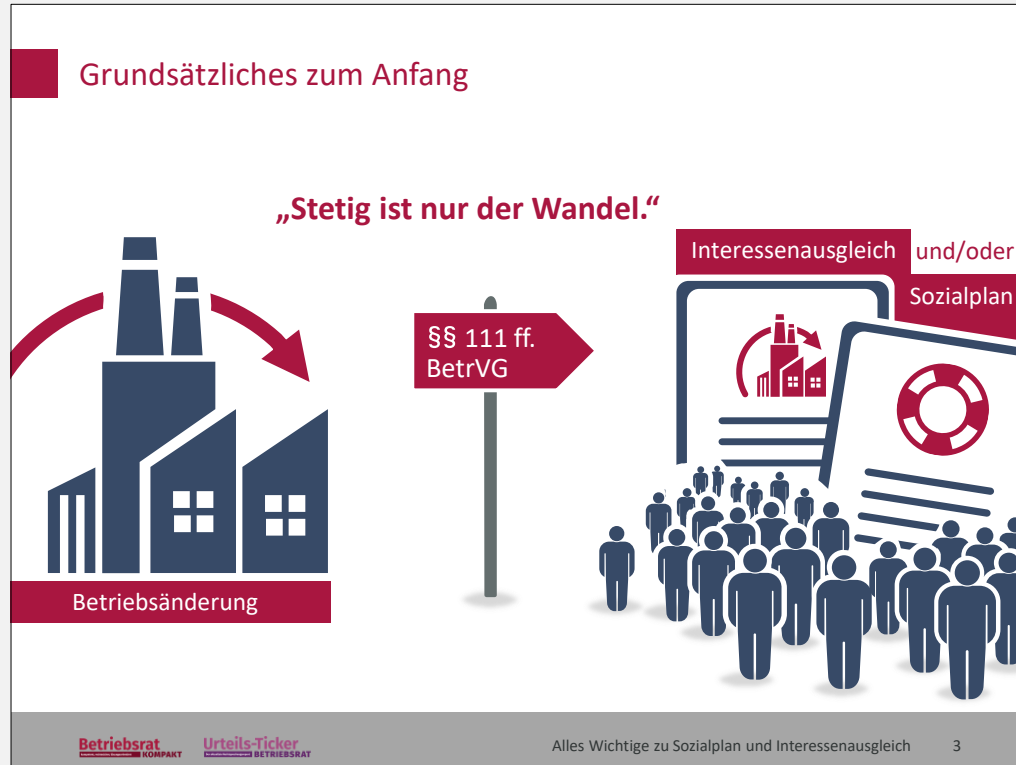 Grundsätzliches zum Anfang
„Stetig ist nur der Wandel.“
Interessenausgleich und/oder
Sozialplan
§§ 111 ff.
BetrVG
Betriebsänderung
Betriebsrat
KOMPAKT
Urteils-Ticker
BETRIEBSRAT
Alles Wichtige zu Sozialplan und Interessenausgleich 3